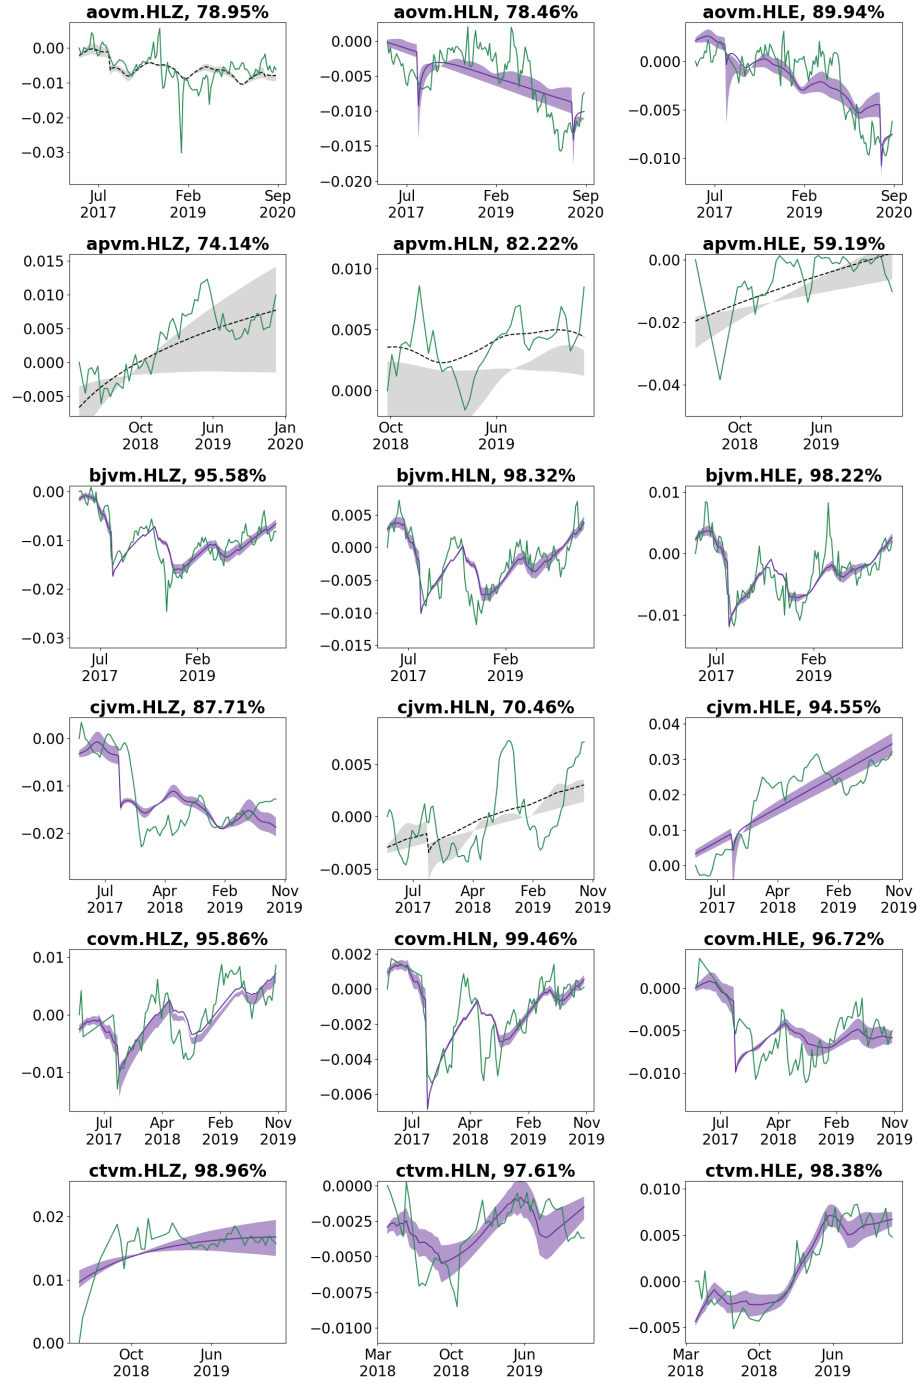 aovm.HLZ, 78.95%
0.00
−0.01
−0.02
−0.03
Jul
2017
Feb
2019
Sep
2020
aovm.HLN, 78.46%
0.000
−0.005
−0.010
−0.015
−0.020
Jul
2017
Feb
2019
Sep
2020
aovm.HLE, 89.94%
0.000
−0.005
−0.010
Jul
2017
Feb
2019
Sep
2020
apvm.HLZ, 74.14%
0.015
0.010
0.005
0.000
−0.005
Oct
2018
Jun
2019
Jan
2020
apvm.HLN, 82.22%
0.010
0.005
0.000
Oct
2018
Jun
2019
apvm.HLE, 59.19%
0.00
−0.02
−0.04
Oct
2018
Jun
2019
bjvm.HLZ, 95.58%
0.00
−0.01
−0.02
−0.03
Jul
2017
Feb
2019
bjvm.HLN, 98.32%
0.005
0.000
−0.005
−0.010
−0.015
Jul
2017
Feb
2019
bjvm.HLE, 98.22%
0.01
0.00
−0.01
Jul
2017
Feb
2019
cjvm.HLZ, 87.71%
0.00
−0.01
−0.02
Jul
2017
Apr
2018
Feb
2019
Nov
2019
cjvm.HLN, 70.46%
0.005
0.000
−0.005
Jul
2017
Apr
2018
Feb
2019
Nov
2019
cjvm.HLE, 94.55%
0.04
0.03
0.02
0.01
0.00
Jul
2017
Apr
2018
Feb
2019
Nov
2019
covm.HLZ, 95.86%
0.01
0.00
−0.01
Jul
2017
Apr
2018
Feb
2019
Nov
2019
covm.HLN, 99.46%
0.002
0.000
−0.002
−0.004
−0.006
Jul
2017
Apr
2018
Feb
2019
Nov
2019
covm.HLE, 96.72%
0.000
−0.005
−0.010
Jul
2017
Apr
2018
Feb
2019
Nov
2019
ctvm.HLZ, 98.96%
0.02
0.01
0.00
Oct
2018
Jun
2019
ctvm.HLN, 97.61%
0.0000
−0.0025
−0.0050
−0.0075
−0.0100
Mar
2018
Oct
2018
Jun
2019
ctvm.HLE, 98.38%
0.010
0.005
0.000
−0.005
Mar
2018
Oct
2018
Jun
2019